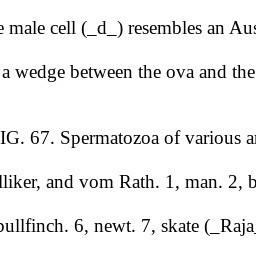 male cell (_d_) resembles an Aus
a wedge between the ova and the
IG. 67. Spermatozoa of various a
lliker, and vom Rath. 1, man. 2, b
bullfinch. 6, newt. 7, skate (_Raja_